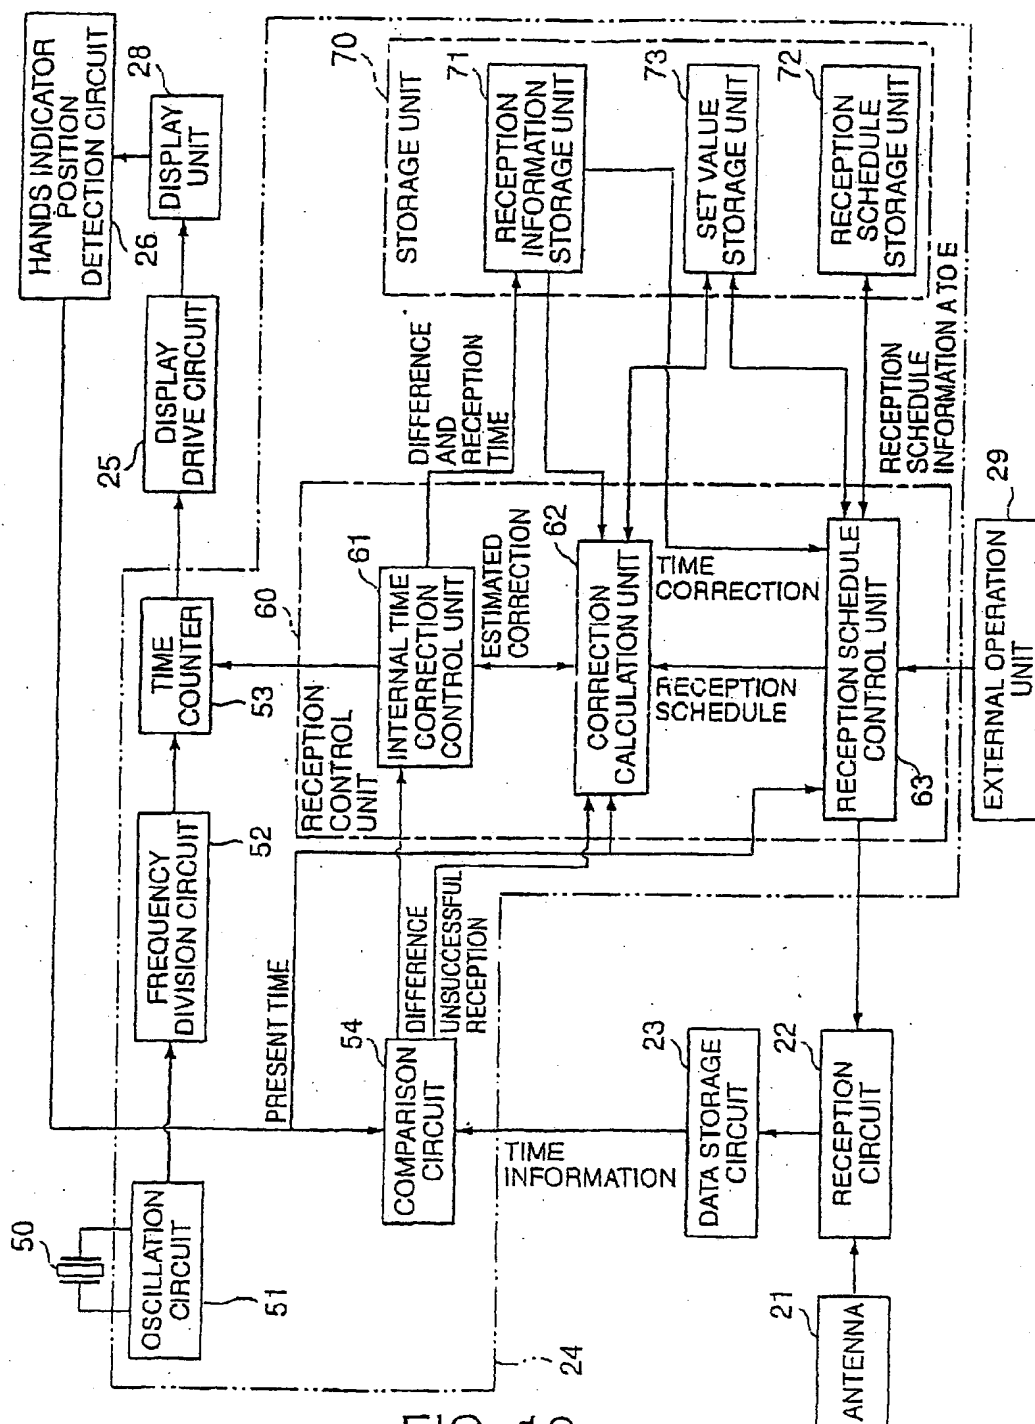 HANDS INDICATOR
POSITION
DETECTION CIRCUIT
26
28
DISPLAY
UNIT
25
DISPLAY
DRIVE CIRCUIT
TIME
COUNTER
53
FREQUENCY
DIVISION CIRCUIT
52
50
OSCILLATION
CIRCUIT
51
24
PRESENT TIME
54
COMPARISON
CIRCUIT
DIFFERENCE
UNSUCCESSFUL
RECEPTION
TIME
INFORMATION
60
RECEPTION
CONTROL
UNIT
61
INTERNAL TIME
CORRECTION
CONTROL UNIT
ESTIMATED
CORRECTION
62
CORRECTION
CALCULATION UNIT
TIME
CORRECTION
RECEPTION
SCHEDULE
RECEPTION SCHEDULE
CONTROL UNIT
63
DIFFERENCE
AND
RECEPTION
TIME
70
STORAGE UNIT
71
RECEPTION
INFORMATION
STORAGE UNIT
73
SET VALUE
STORAGE UNIT
72
RECEPTION
SCHEDULE
STORAGE UNIT
RECEPTION
SCHEDULE
INFORMATION A TO E
29
EXTERNAL OPERATION
UNIT
23
DATA STORAGE
CIRCUIT
22
RECEPTION
CIRCUIT
21
ANTENNA